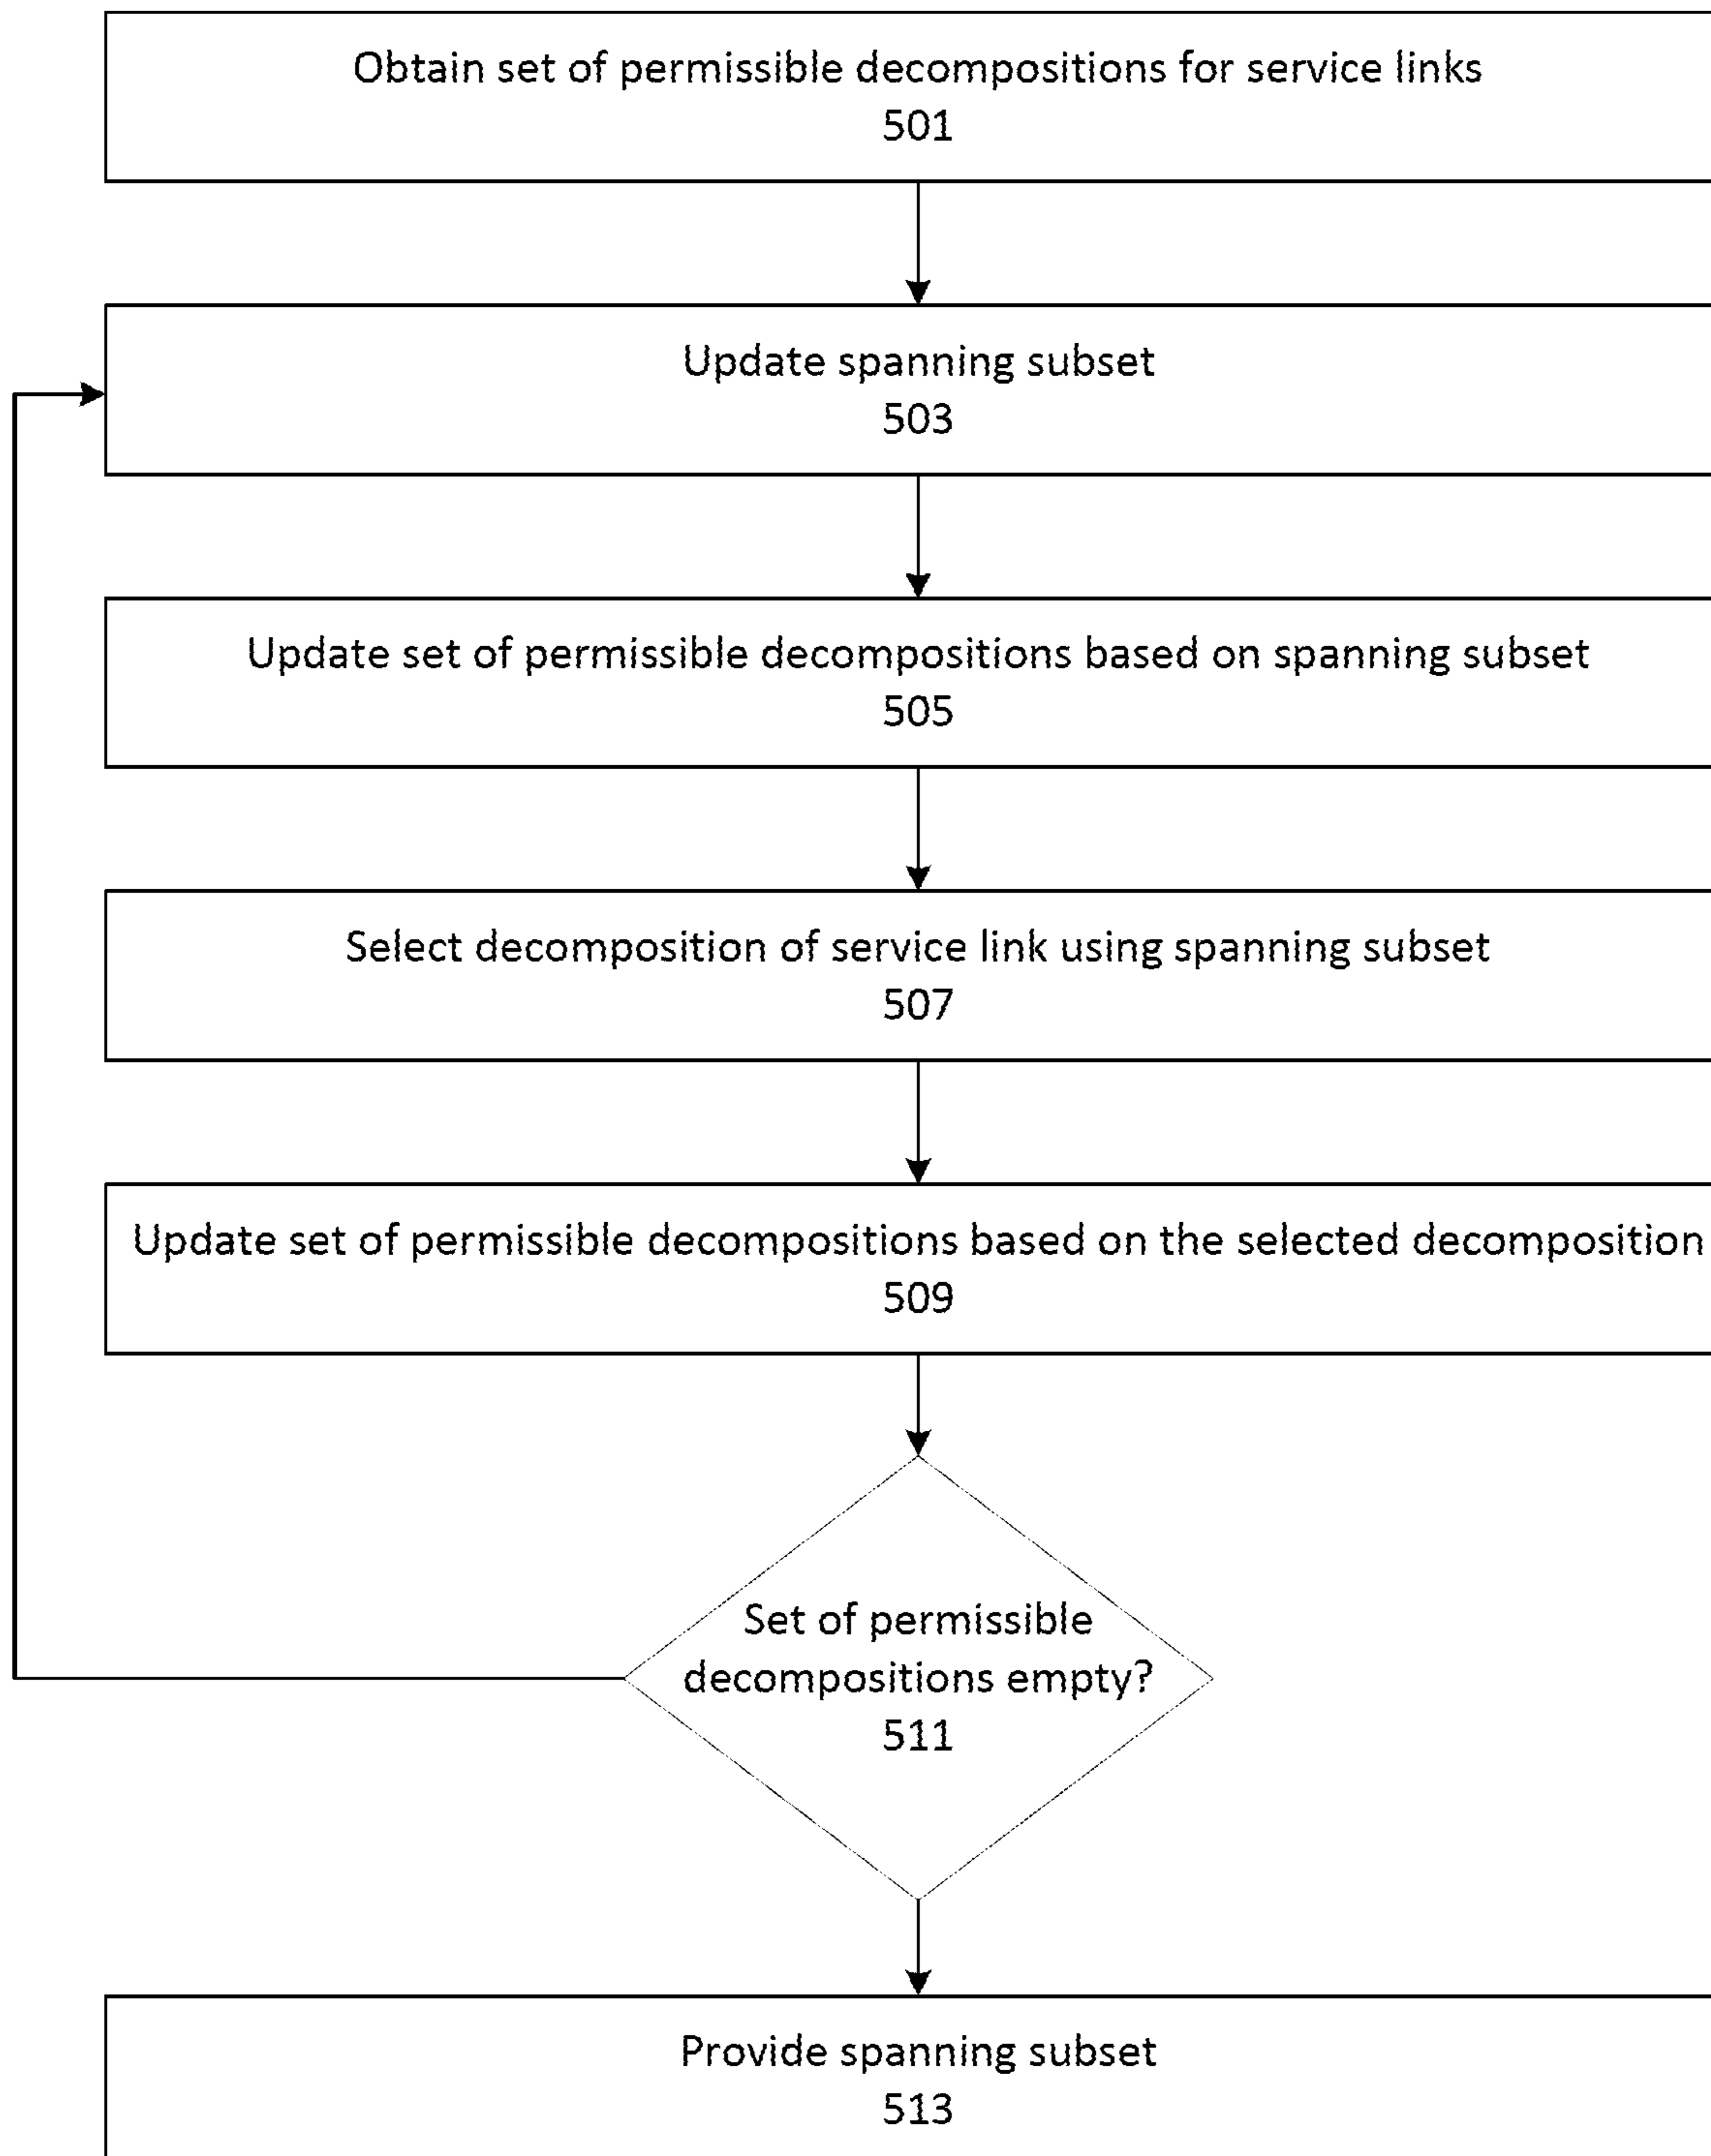 Obtain set of permissible decompositions for service links
501
Update spanning subset
503
Update set of permissible decompositions based on spanning subset
505
Select decomposition of service link using spanning subset
507
Update set of permissible decompositions based on the selected decomposition
509
Set of permissible
decompositions empty?
511
Provide spanning subset
513